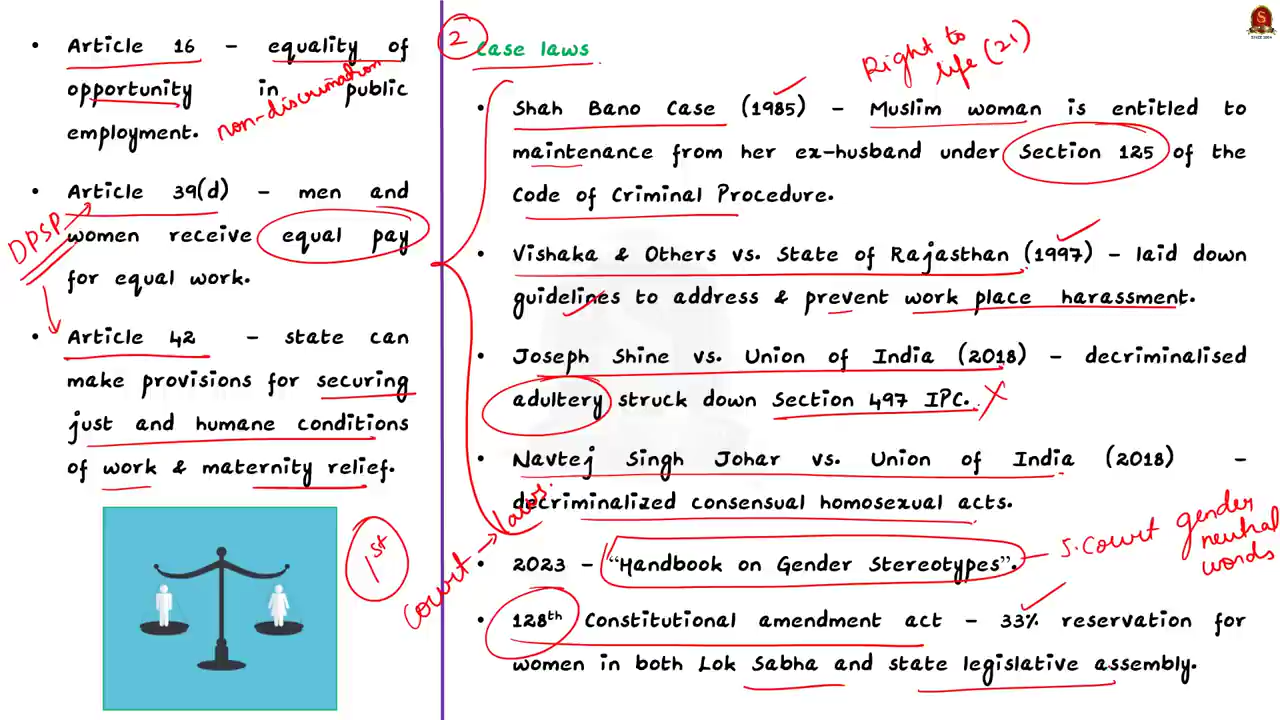 • Article 16 – equality of
opportunity in public
employment.
non-discrimination
• Article 39(d) – men and
women receive equal pay
for equal work.
DPSP
• Article 42 – state can
make provisions for securing
just and humane conditions
of work & maternity relief.
1st
2
Case laws
Right to
life (21)
• Shah Bano Case (1985) – Muslim woman is entitled to
maintenance from her ex-husband under Section 125 of the
Code of Criminal Procedure.
• Vishaka & Others vs. State of Rajasthan (1997) – laid down
guidelines to address & prevent work place harassment.
• Joseph Shine vs. Union of India (2018) – decriminalised
adultery struck down Section 497 IPC.
• Navtej Singh Johar vs. Union of India (2018) –
decriminalized consensual homosexual acts.
Court → laws.
• 2023 – “Handbook on Gender Stereotypes”.
S. Court gender
neutral
words
• 128th Constitutional amendment act – 33% reservation for
women in both Lok Sabha and state legislative assembly.